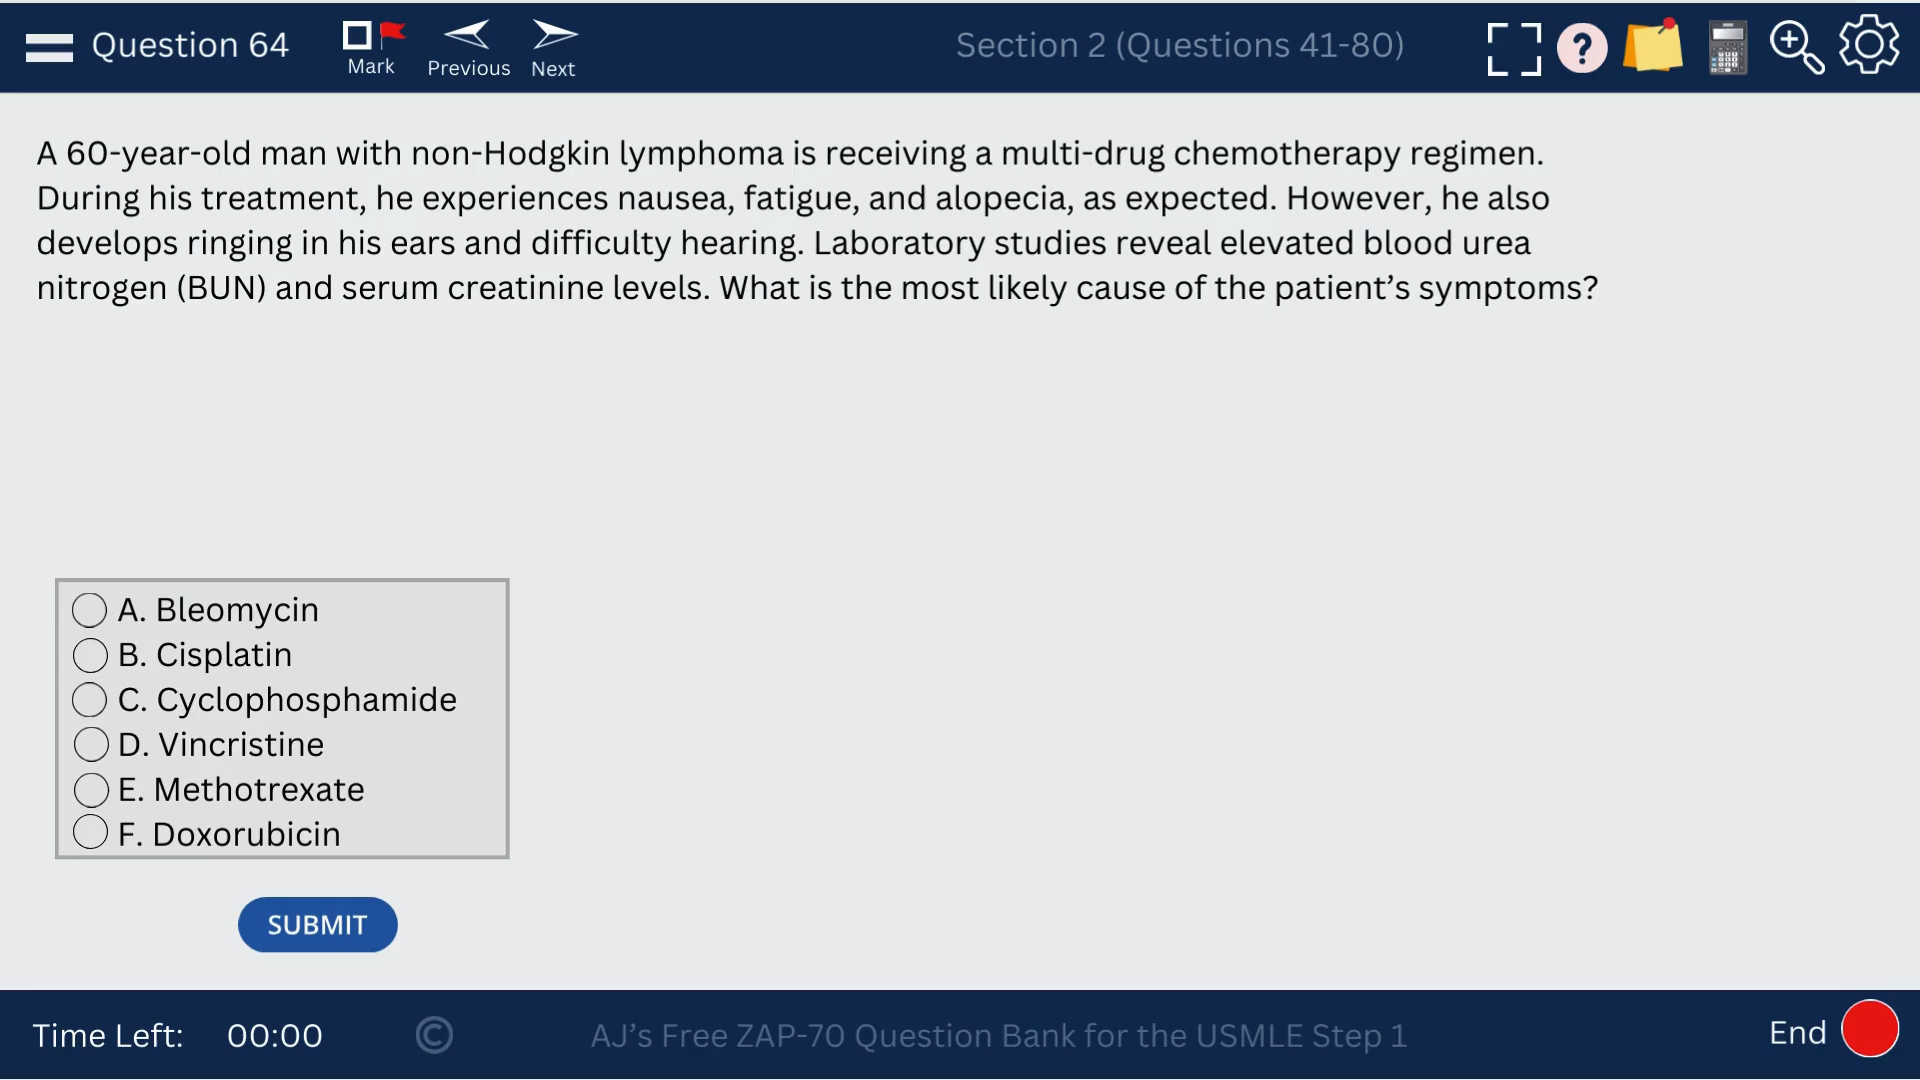 Question 64
Mark
Previous
Next
Section 2 (Questions 41-80)
?
A 60-year-old man with non-Hodgkin lymphoma is receiving a multi-drug chemotherapy regimen.
During his treatment, he experiences nausea, fatigue, and alopecia, as expected. However, he also
develops ringing in his ears and difficulty hearing. Laboratory studies reveal elevated blood urea
nitrogen (BUN) and serum creatinine levels. What is the most likely cause of the patient’s symptoms?
A. Bleomycin
B. Cisplatin
C. Cyclophosphamide
D. Vincristine
E. Methotrexate
F. Doxorubicin
SUBMIT
Time Left: 00:00
© AJ’s Free ZAP-70 Question Bank for the USMLE Step 1
End